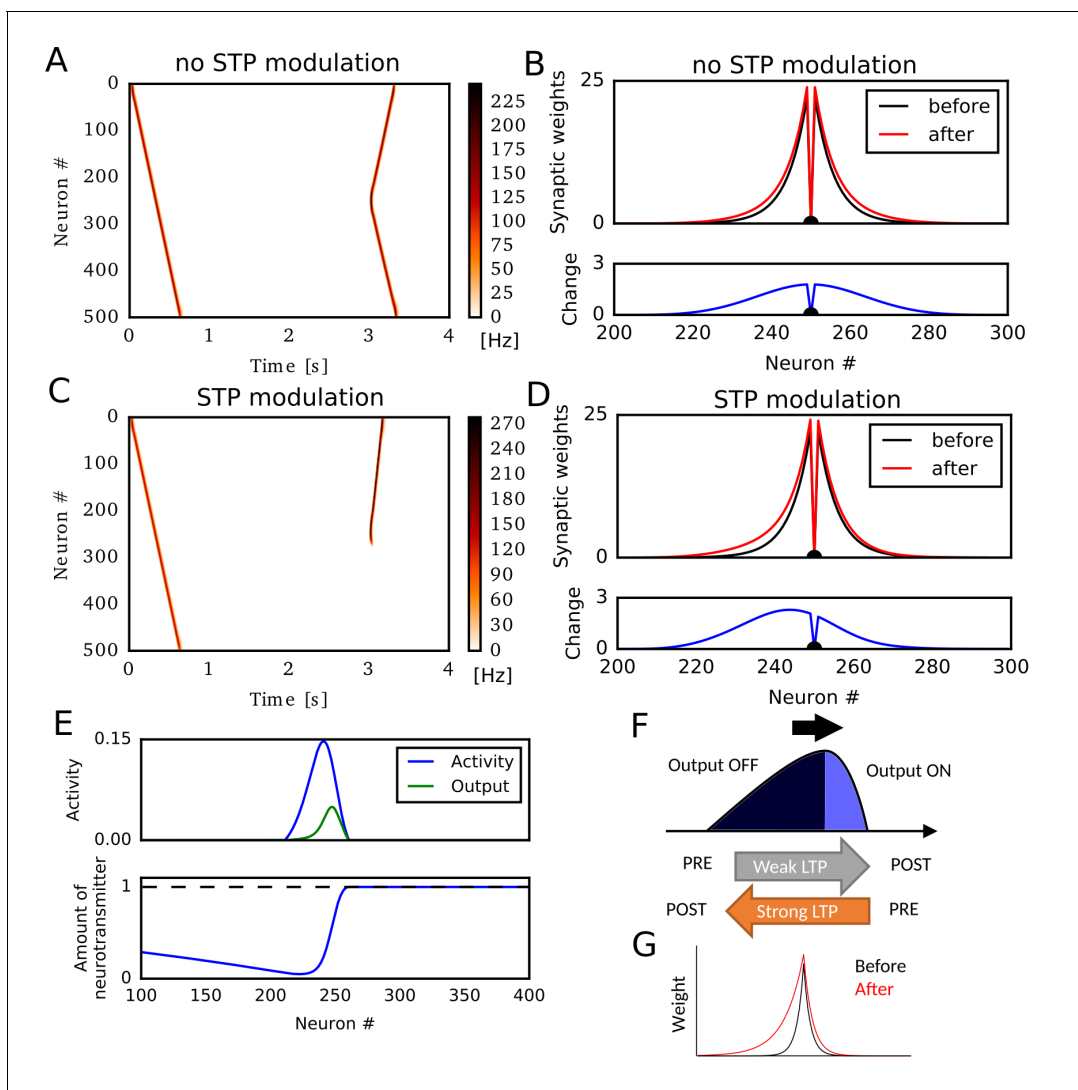 A
no STP modulation
0
100
200
300
400
500
Neuron #
0
1
2
3
4
Time [s]
225
200
175
150
125
100
75
50
25
0
[Hz]
B
no STP modulation
25
0
Synaptic weights
before
after
3
0
Change
200
220
240
260
280
300
Neuron #
C
STP modulation
0
100
200
300
400
500
Neuron #
0
1
2
3
4
Time [s]
270
240
210
180
150
120
90
60
30
0
[Hz]
D
STP modulation
25
0
Synaptic weights
before
after
3
0
Change
200
220
240
260
280
300
Neuron #
E
0.15
0.00
Activity
Activity
Output
1
0
Amount of
neurotransmitter
100
150
200
250
300
350
400
Neuron #
F
Output OFF
Output ON
PRE
Weak LTP
POST
POST
Strong LTP
PRE
G
Weight
Before
After